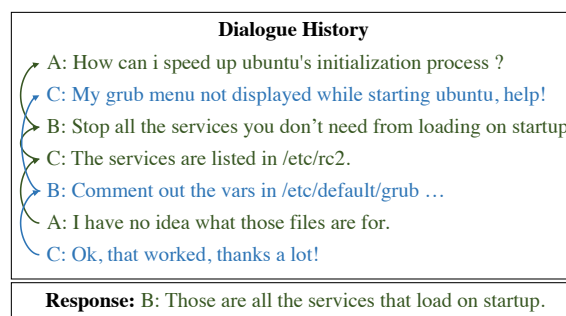 Dialogue History
A: How can i speed up ubuntu's initialization process ?
C: My grub menu not displayed while starting ubuntu, help!
B: Stop all the services you don’t need from loading on startup
C: The services are listed in /etc/rc2.
B: Comment out the vars in /etc/default/grub …
A: I have no idea what those files are for.
C: Ok, that worked, thanks a lot!
Response: B: Those are all the services that load on startup.